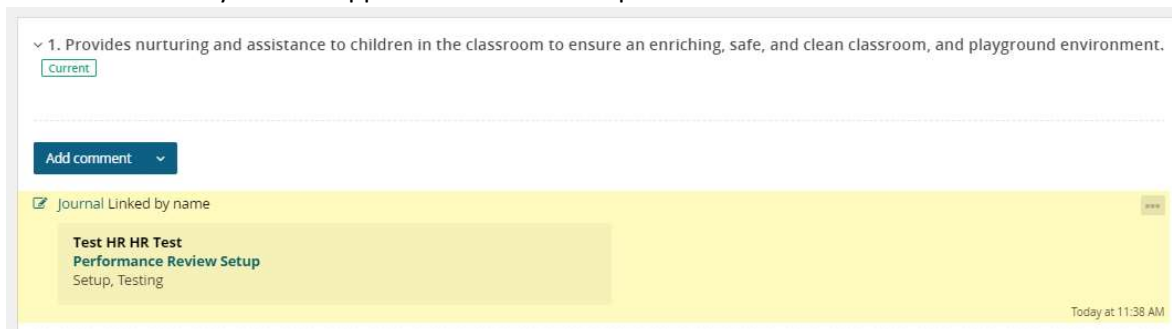 1. Provides nurturing and assistance to children in the classroom to ensure an enriching, safe, and clean classroom, and playground environment.
Current
Add comment
Journal Linked by name
Test HR HR Test
Performance Review Setup
Setup, Testing
Today at 11:38 AM